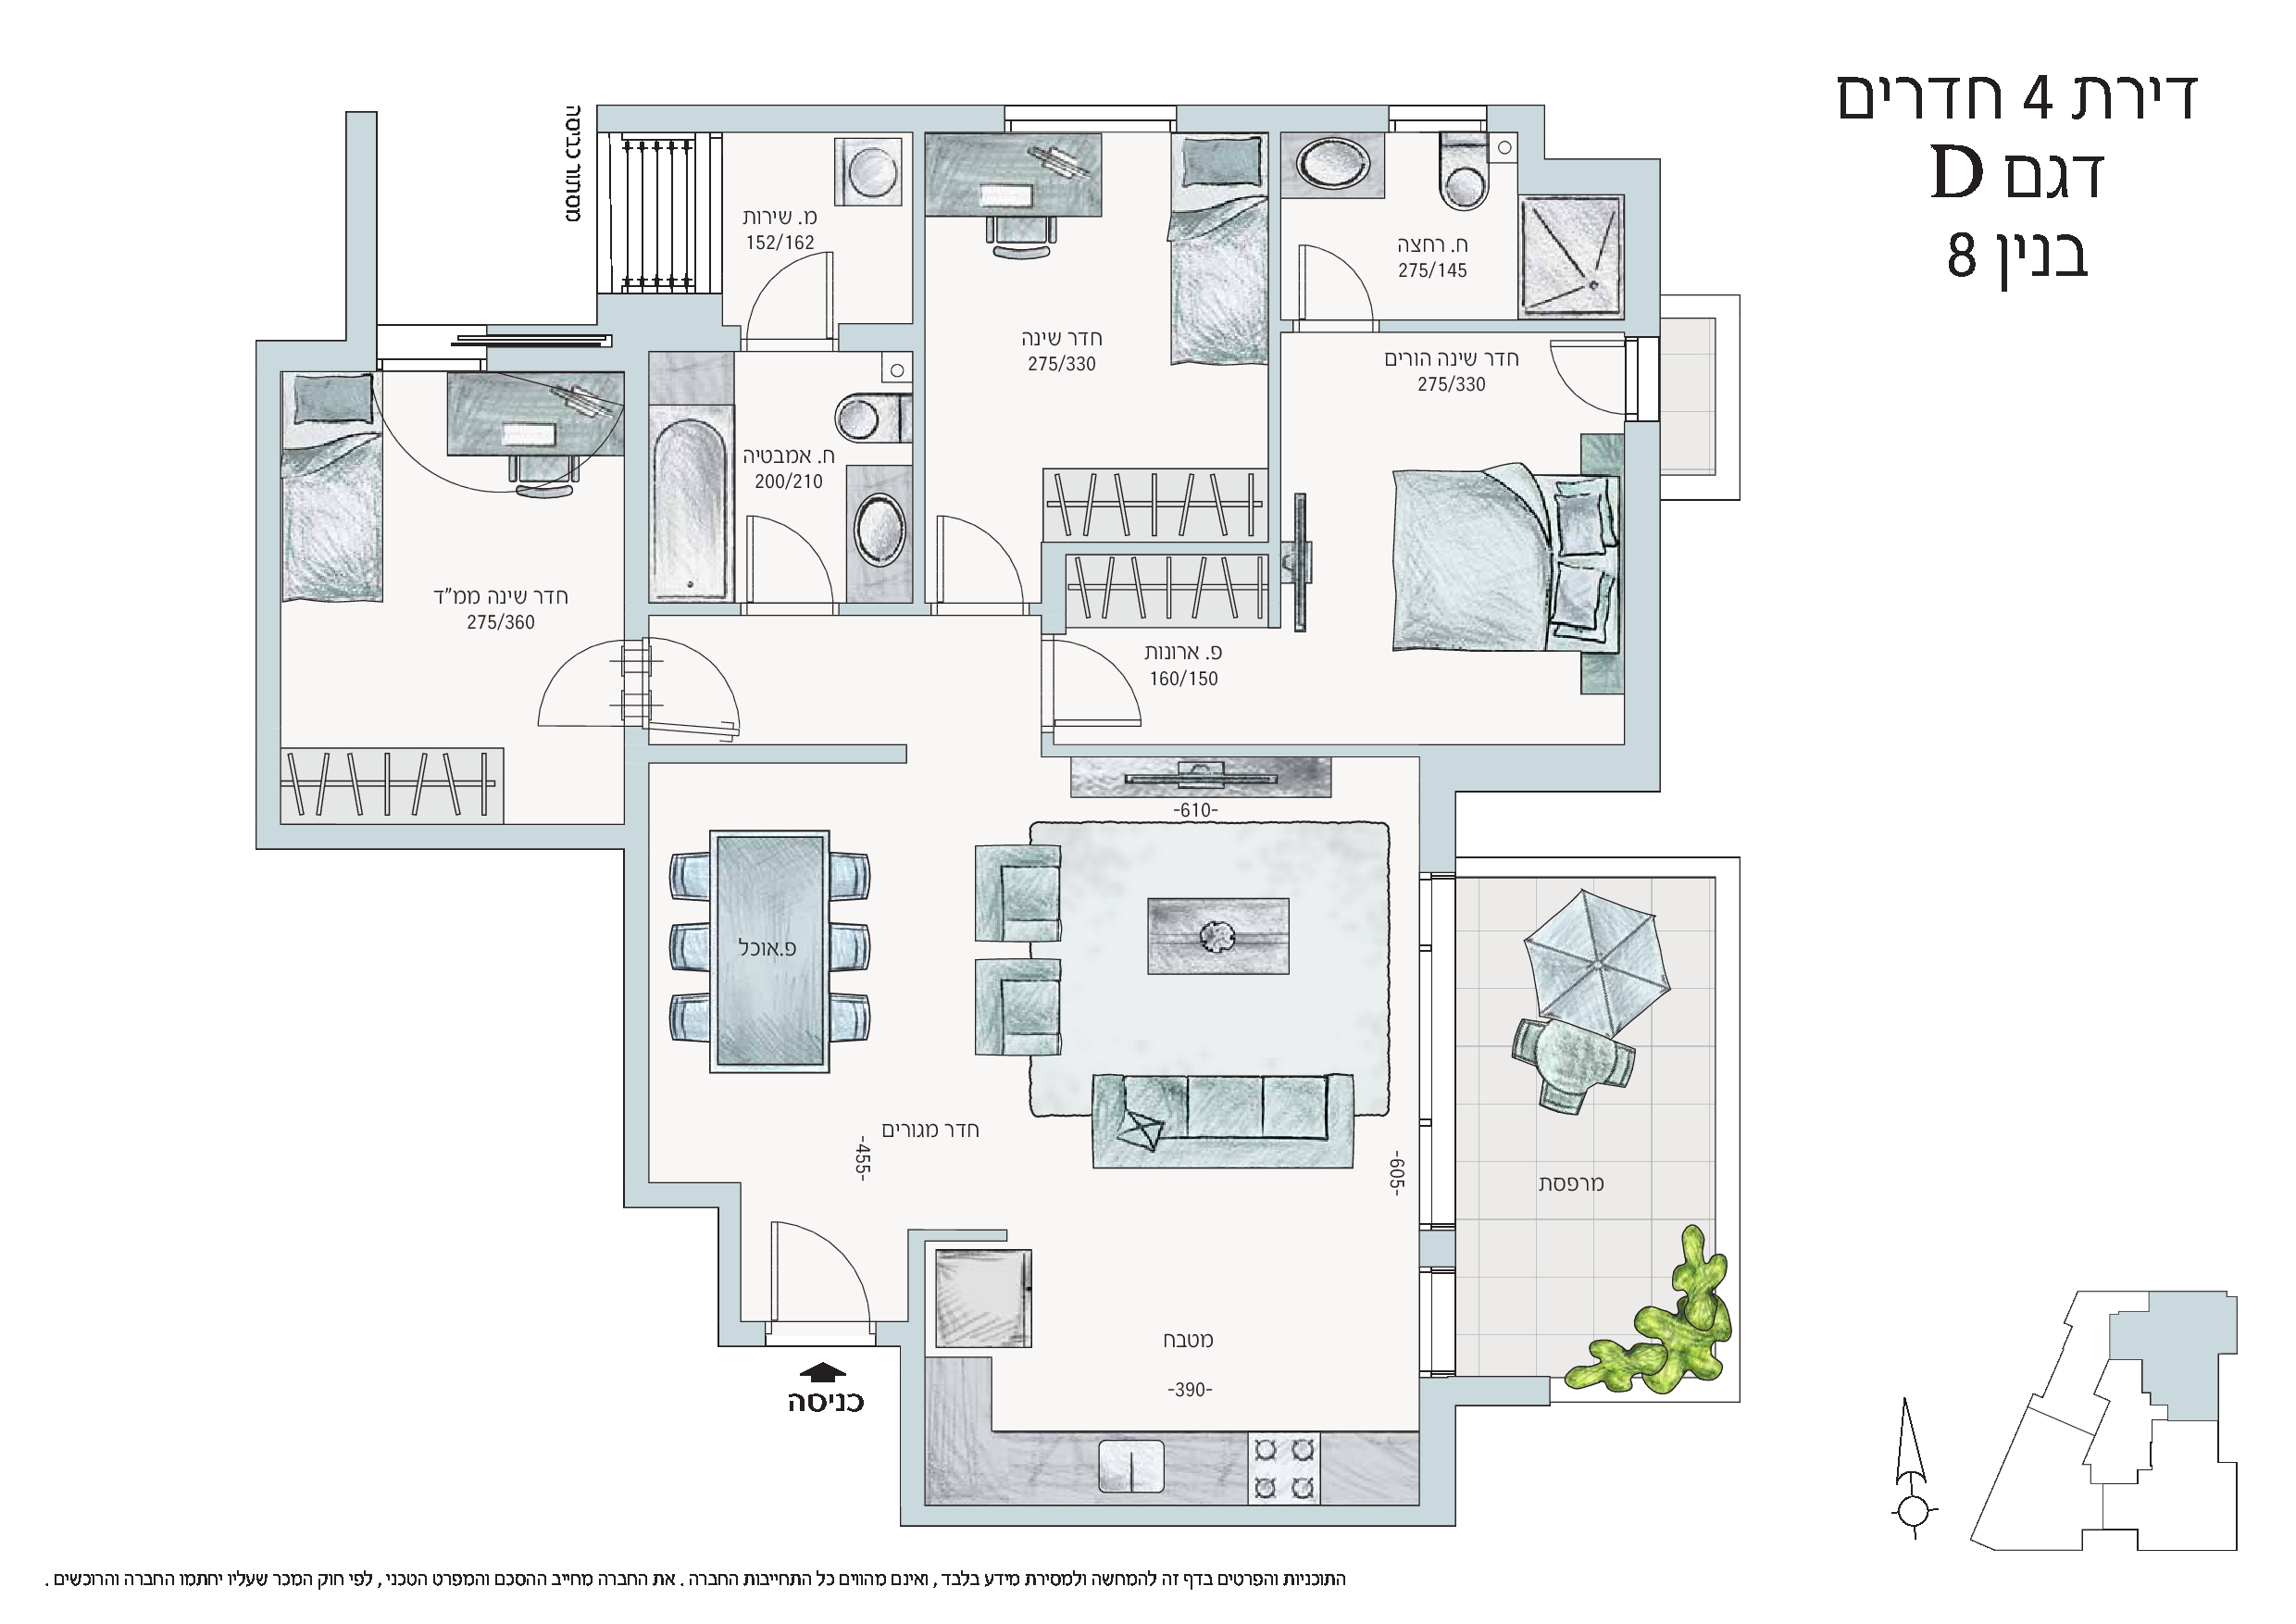 דירת 4 חדרים
דגם D
בנין 8
מסתור כביסה
מ. שירות
152/162
ח. רחצה
275/145
חדר שינה
275/330
חדר שינה הורים
275/330
ח. אמבטיה
200/210
חדר שינה ממ"ד
275/360
פ. ארונות
160/150
-610-
פ.אוכל
חדר מגורים
-455-
-605-
מרפסת
מטבח
-390-
כניסה
התוכניות והפרטים בדף זה להמחשה ולמסירת מידע בלבד , ואינם מהווים כל התחייבות החברה . את החברה מחייב ההסכם והמפרט הטכני , לפי חוק המכר שעליו יחתמו החברה והרוכשים .